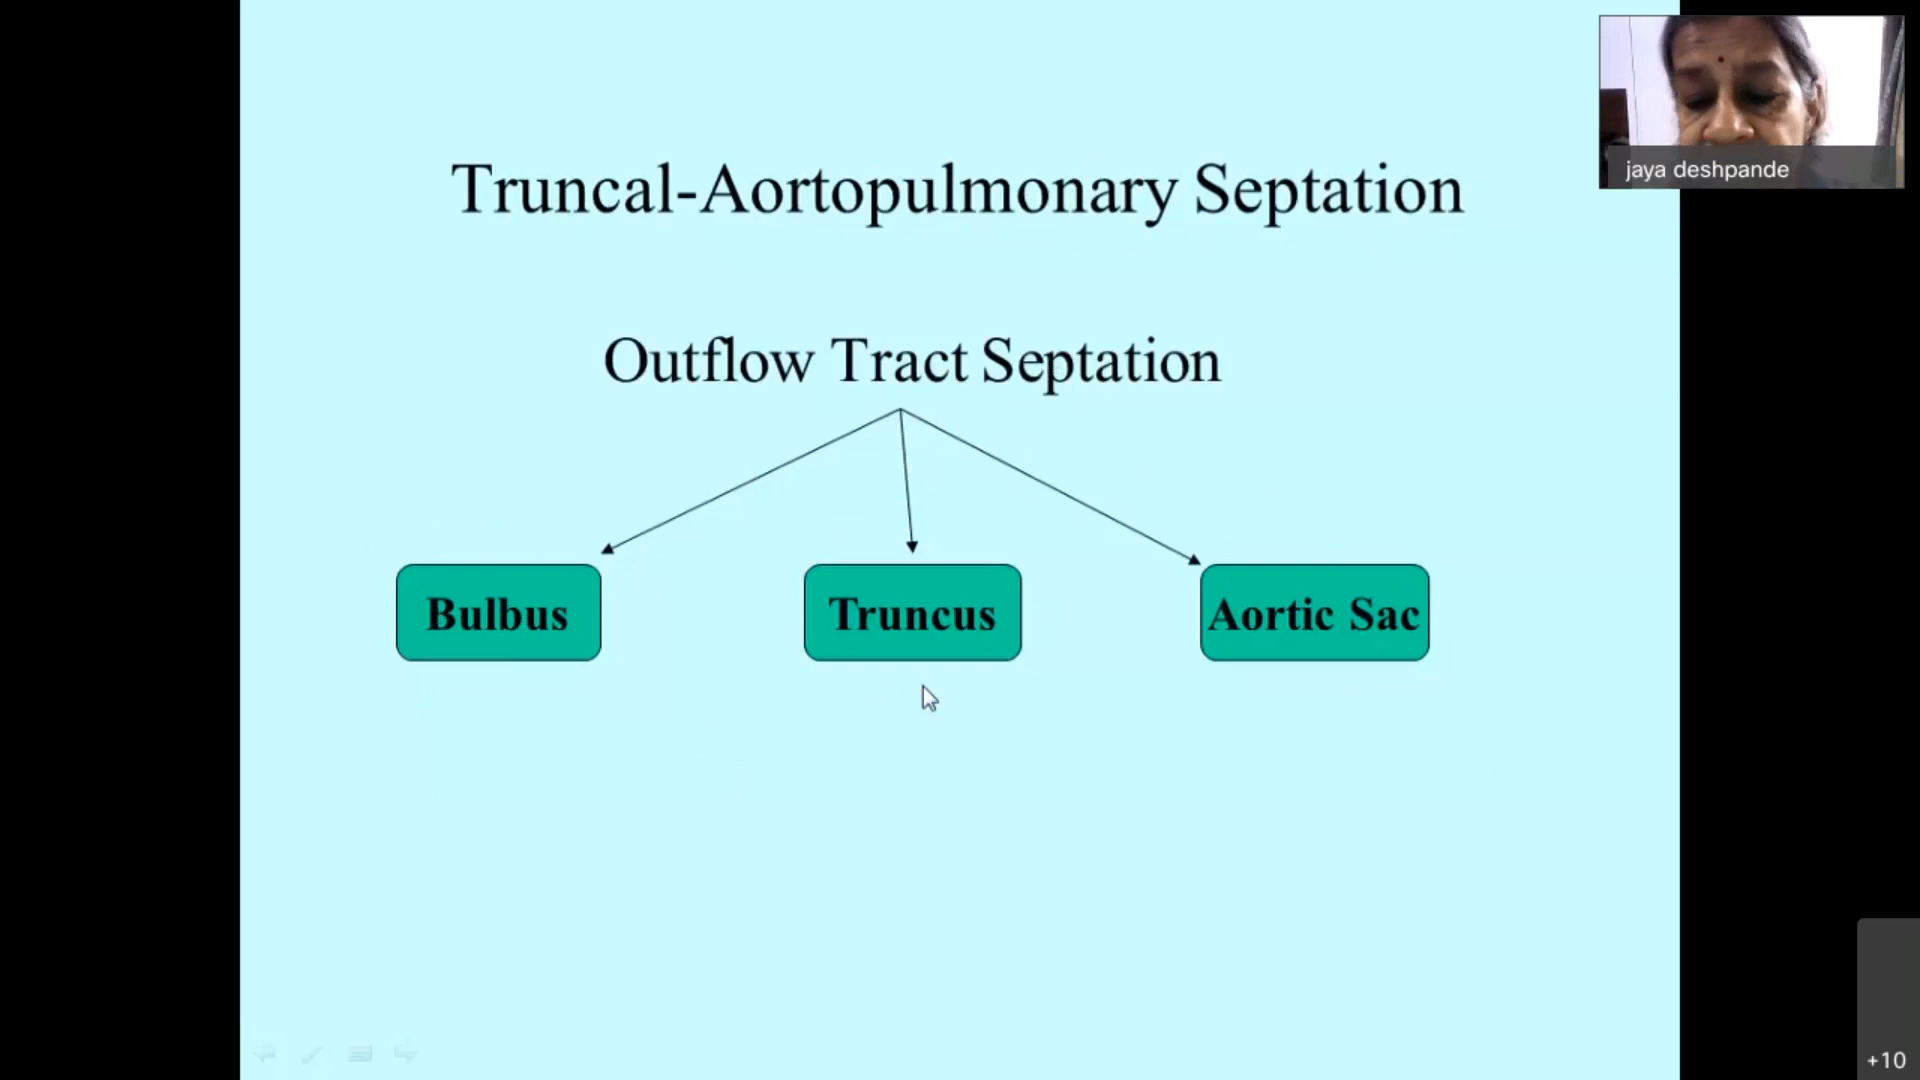 jaya deshpande
Truncal-Aortopulmonary Septation
Outflow Tract Septation
Bulbus
Truncus
Aortic Sac
+10